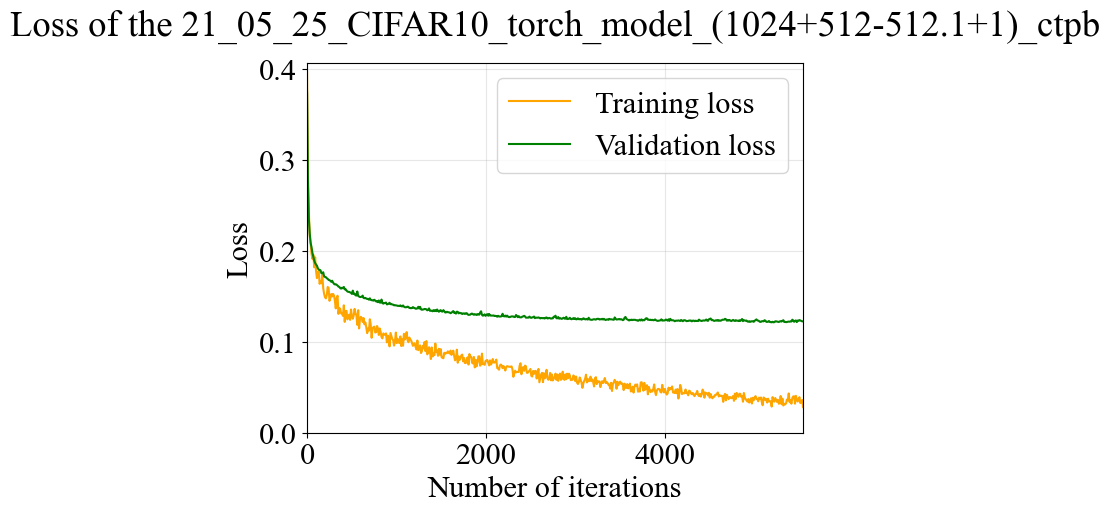 Loss of the 21_05_25_CIFAR10_torch_model_(1024+512-512.1+1)_ctpb
Training loss
Validation loss
Loss
0.4
0.3
0.2
0.1
0.0
0 2000 4000
Number of iterations